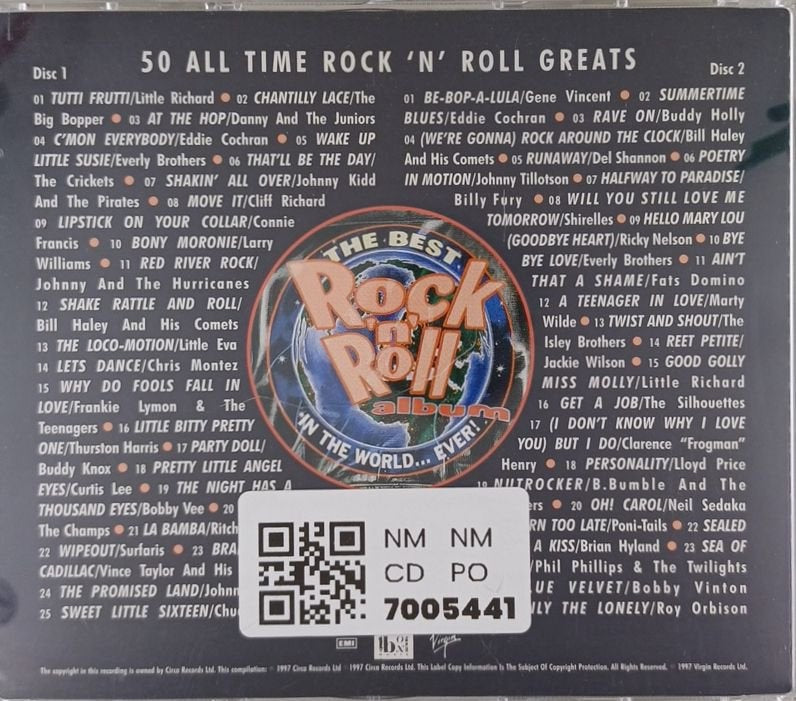 50 ALL TIME ROCK 'N' ROLL GREATS
Disc 1
01 TUTTI FRUTTI/Little Richard • 02 CHANTILLY LACE/The
Big Bopper • 03 AT THE HOP/Danny And The Juniors
04 C'MON EVERYBODY/Eddie Cochran • 05 WAKE UP
LITTLE SUSIE/Everly Brothers • 06 THAT'LL BE THE DAY/
The Crickets • 07 SHAKIN' ALL OVER/Johnny Kidd
And The Pirates • 08 MOVE IT/Cliff Richard
09 LIPSTICK ON YOUR COLLAR/Connie
Francis • 10 BONY MORONIE/Larry
Williams • 11 RED RIVER ROCK/
Johnny And The Hurricanes
12 SHAKE RATTLE AND ROLL/
Bill Haley And His Comets
13 THE LOCO-MOTION/Little Eva
14 LETS DANCE/Chris Montez
15 WHY DO FOOLS FALL IN
LOVE/Frankie Lymon & The
Teenagers • 16 LITTLE BITTY PRETTY
ONE/Thurston Harris • 17 PARTY DOLL/
Buddy Knox • 18 PRETTY LITTLE ANGEL
EYES/Curtis Lee • 19 THE NIGHT HAS A
THOUSAND EYES/Bobby Vee • 20
The Champs • 21 LA BAMBA/Ritch
22 WIPEOUT/Surfaris • 23 BRA
CADILLAC/Vince Taylor And His
24 THE PROMISED LAND/Johnn
25 SWEET LITTLE SIXTEEN/Chu
Disc 2
01 BE-BOP-A-LULA/Gene Vincent • 02 SUMMERTIME
BLUES/Eddie Cochran • 03 RAVE ON/Buddy Holly
04 (WE'RE GONNA) ROCK AROUND THE CLOCK/Bill Haley
And His Comets • 05 RUNAWAY/Del Shannon • 06 POETRY
IN MOTION/Johnny Tillotson • 07 HALFWAY TO PARADISE/
Billy Fury • 08 WILL YOU STILL LOVE ME
TOMORROW/Shirelles • 09 HELLO MARY LOU
(GOODBYE HEART)/Ricky Nelson • 10 BYE
BYE LOVE/Everly Brothers • 11 AIN'T
THAT A SHAME/Fats Domino
12 A TEENAGER IN LOVE/Marty
Wilde • 13 TWIST AND SHOUT/The
Isley Brothers • 14 REET PETITE/
Jackie Wilson • 15 GOOD GOLLY
MISS MOLLY/Little Richard
16 GET A JOB/The Silhouettes
17 (I DON'T KNOW WHY I LOVE
YOU) BUT I DO/Clarence "Frogman"
Henry • 18 PERSONALITY/Lloyd Price
19 NUTROCKER/B.Bumble And The
ers • 20 OH! CAROL/Neil Sedaka
RN TOO LATE/Poni-Tails • 22 SEALED
A KISS/Brian Hyland • 23 SEA OF
Phil Phillips & The Twilights
LUE VELVET/Bobby Vinton
NLY THE LONELY/Roy Orbison
THE BEST
Rock
'n'
Roll
album
IN THE WORLD... EVER!
NM NM
CD PO
7005441
EMI
Virgin
The copyright in this recording is owned by Circa Records Ltd. This compilation: ℗ 1997 Circa Records Ltd © 1997 Circa Records Ltd. This Label Copy Information Is The Subject Of Copyright Protection. All Rights Reserved. © 1997 Virgin Records Ltd.